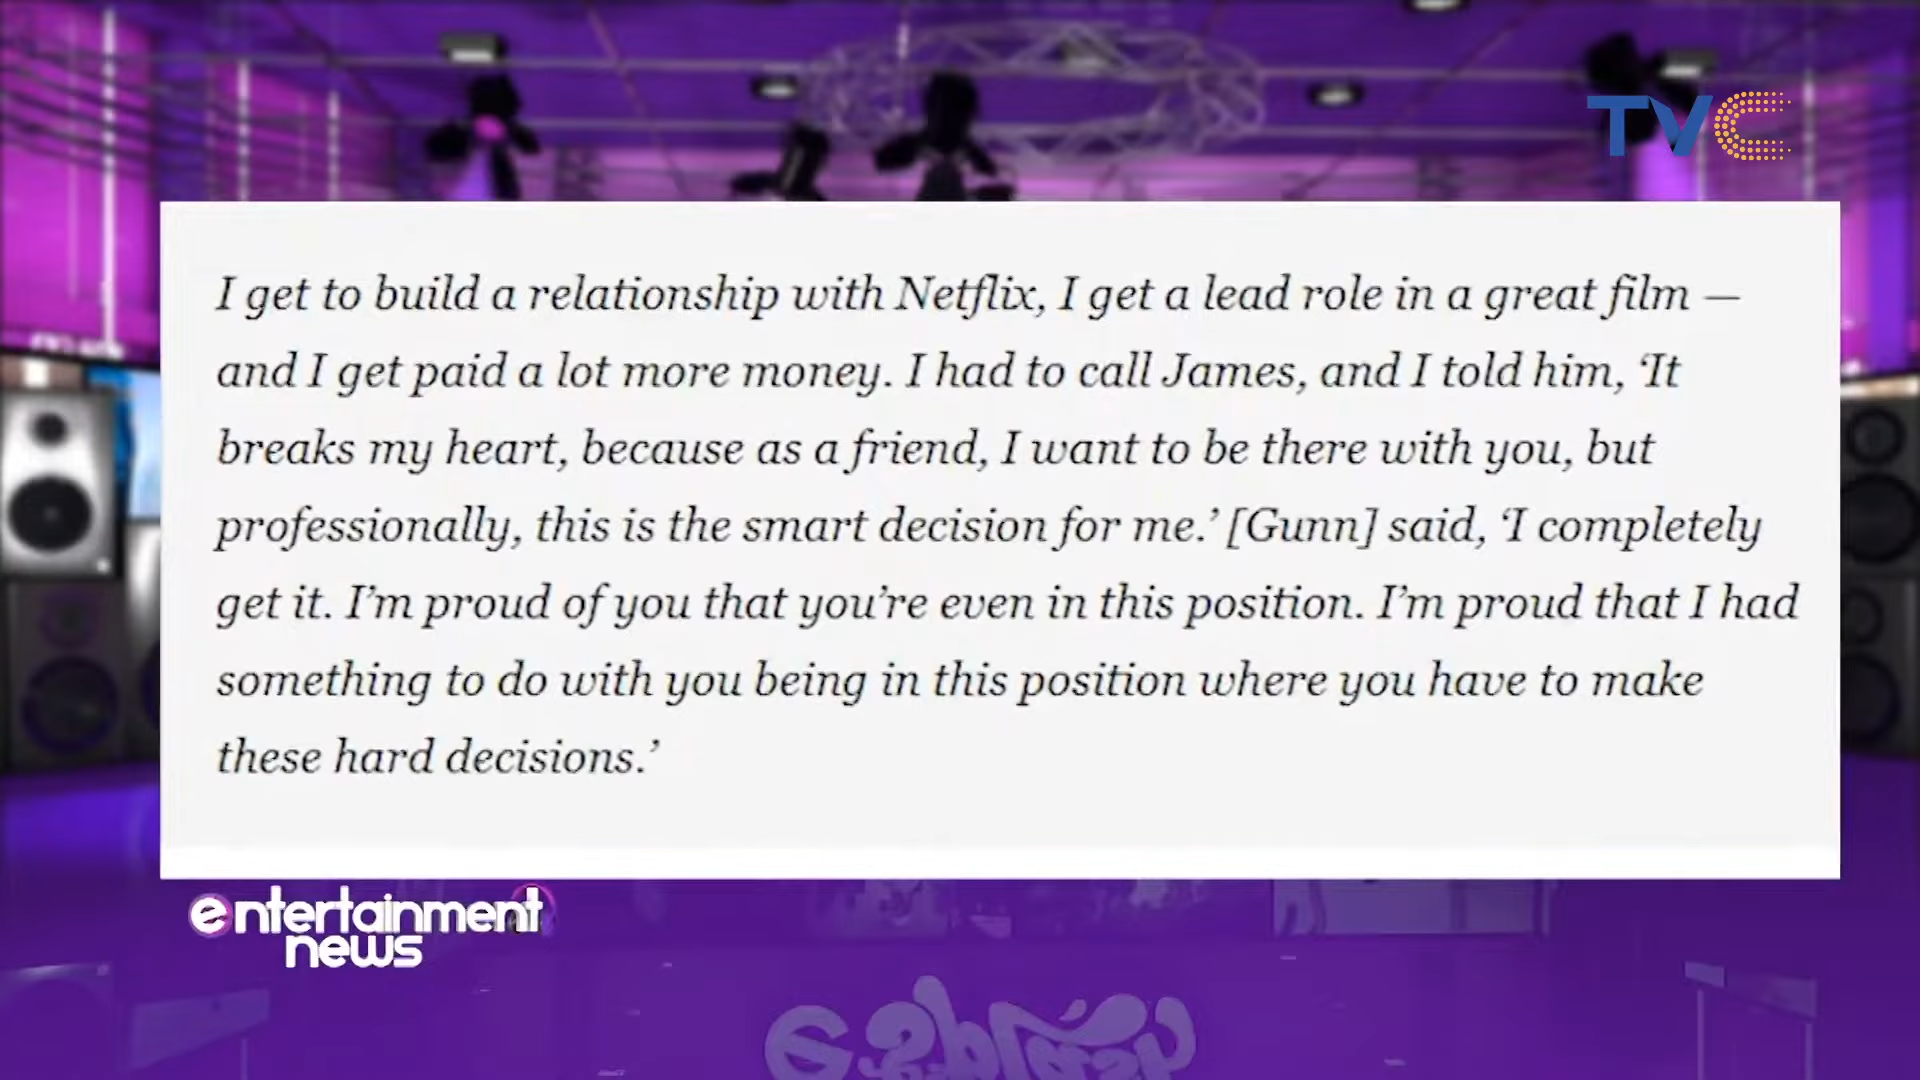 TVC
I get to build a relationship with Netflix, I get a lead role in a great film —
and I get paid a lot more money. I had to call James, and I told him, ‘It
breaks my heart, because as a friend, I want to be there with you, but
professionally, this is the smart decision for me.’ [Gunn] said, ‘I completely
get it. I’m proud of you that you’re even in this position. I’m proud that I had
something to do with you being in this position where you have to make
these hard decisions.’
entertainment
news